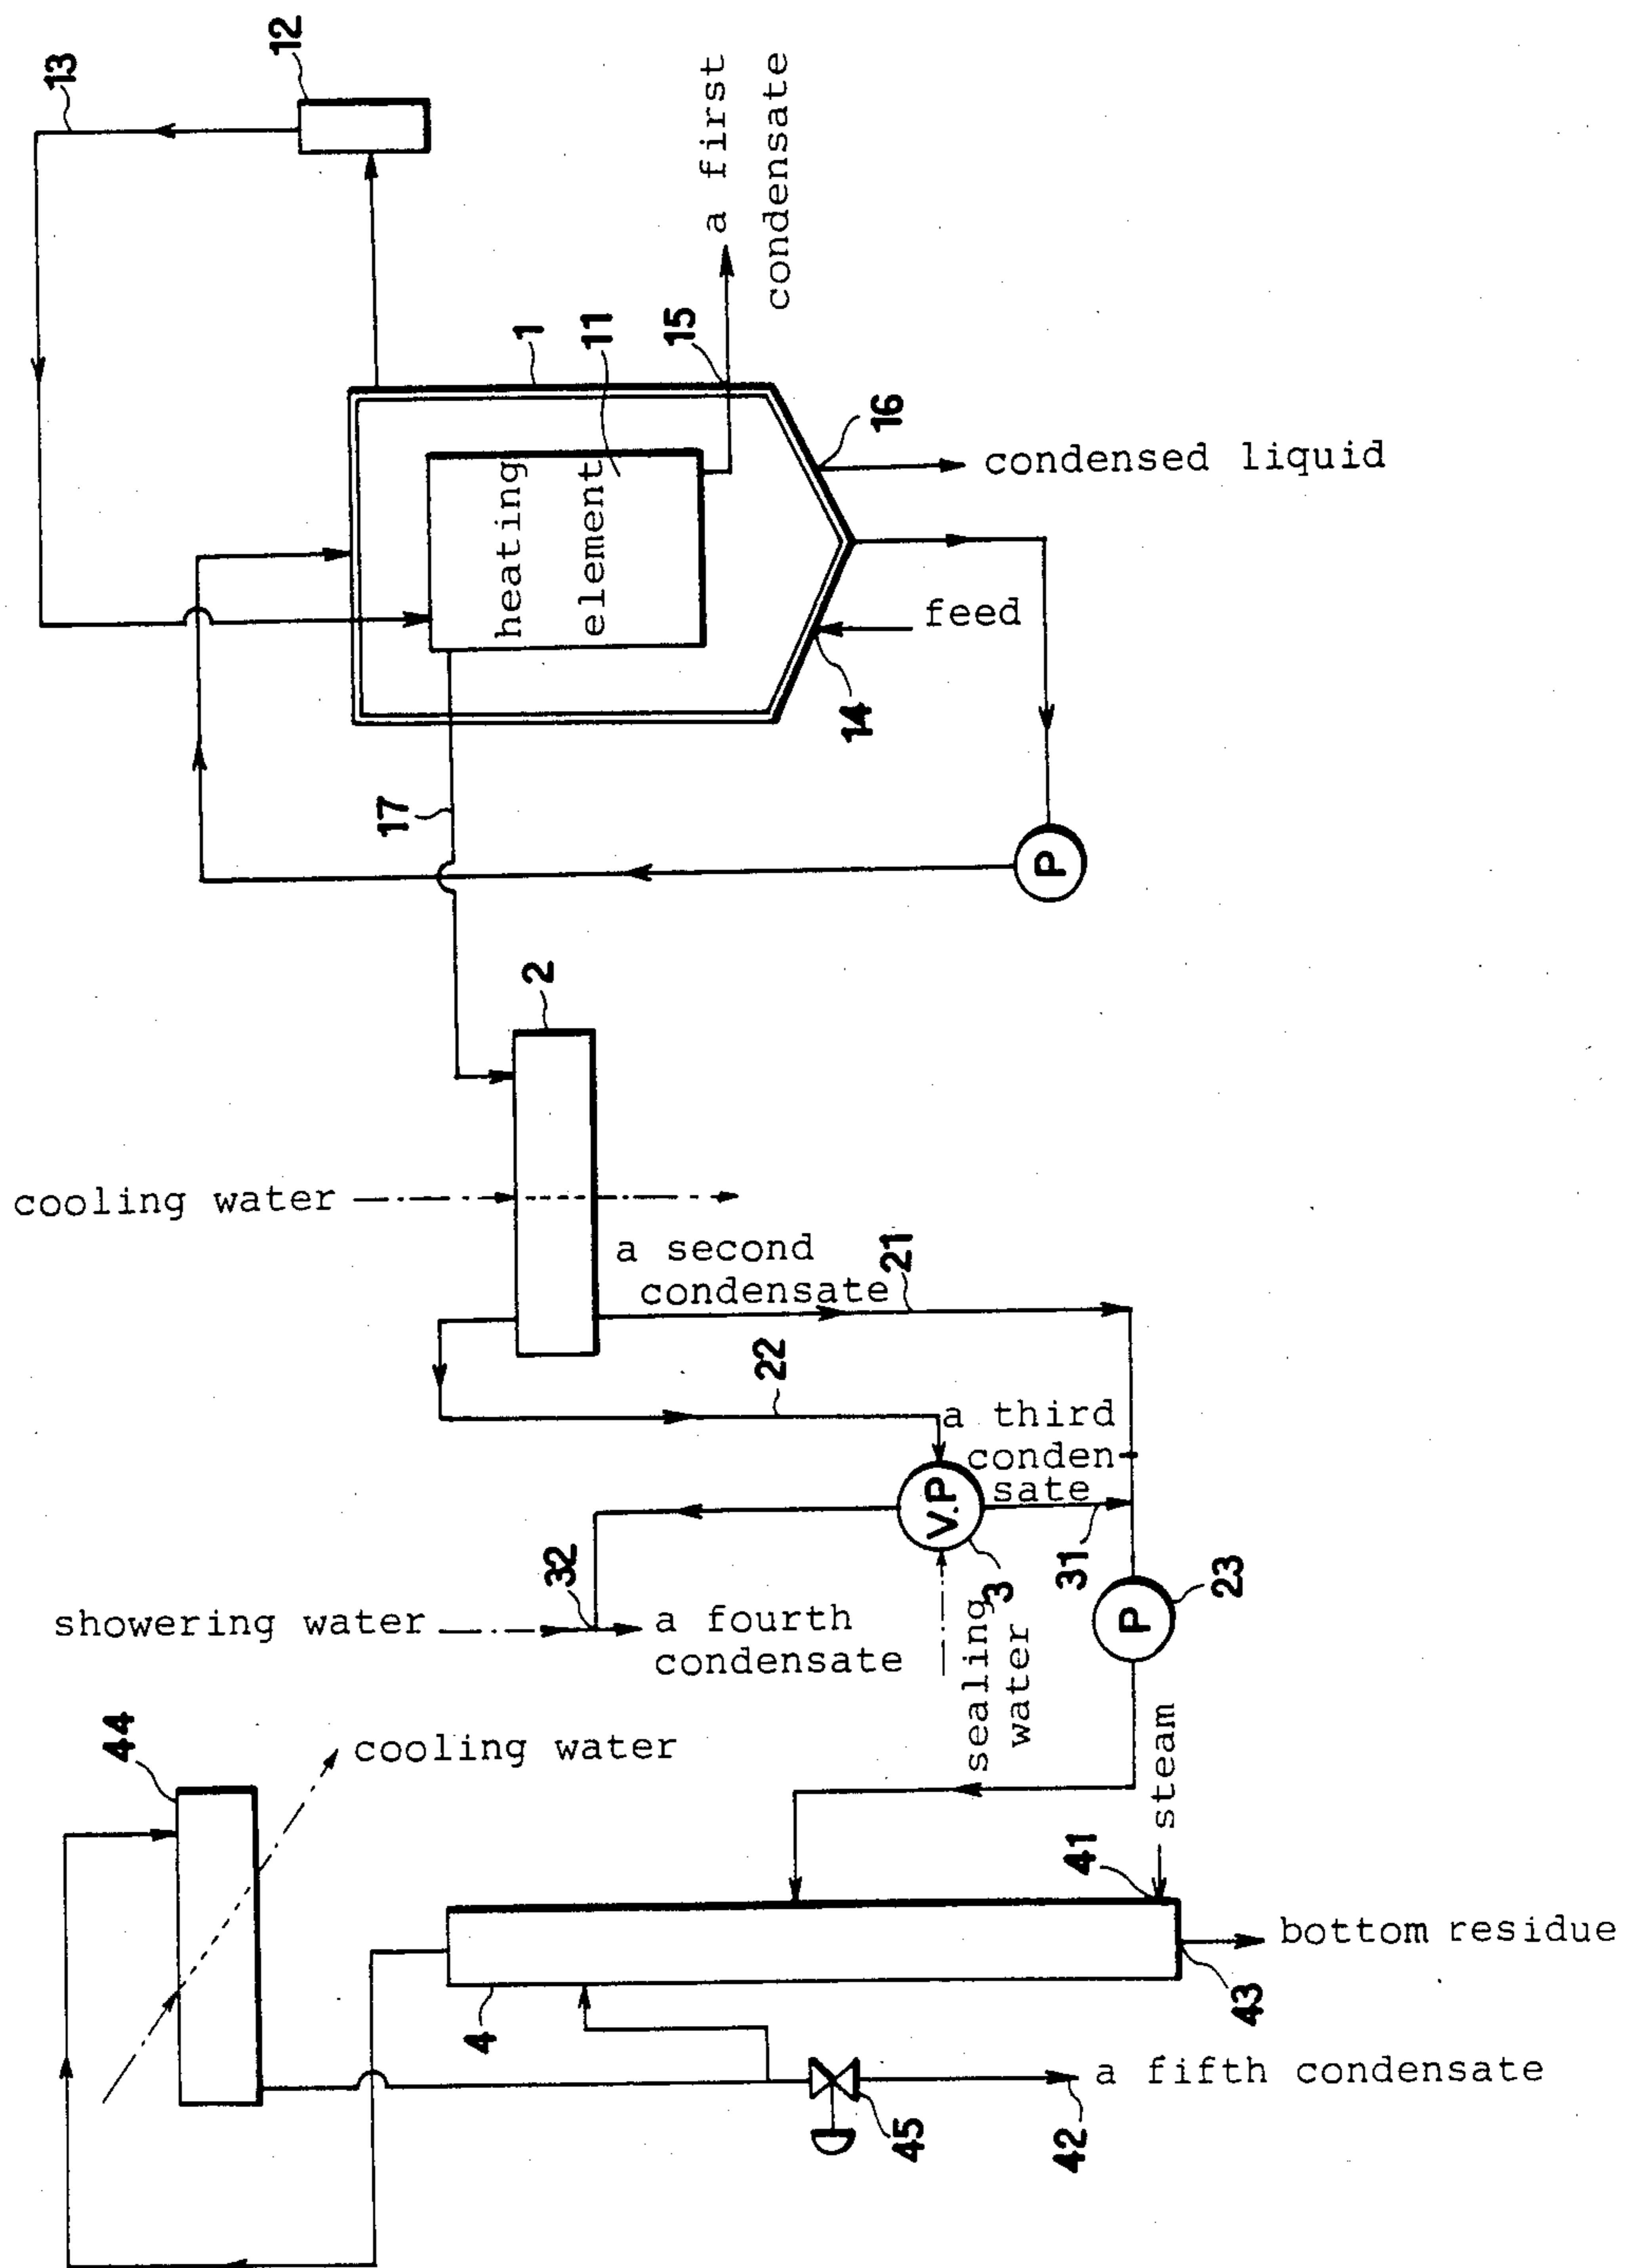 12
13
a first
condensate
1
11
15
heating
element
16
condensed liquid
feed
14
17
P
2
cooling water
a second
condensate
21
22
a third
conden-
sate
V.P
32
31
3
23
showering water
a fourth
condensate
sealing
water
P
steam
44
cooling water
41
bottom residue
4
43
a fifth condensate
45
42